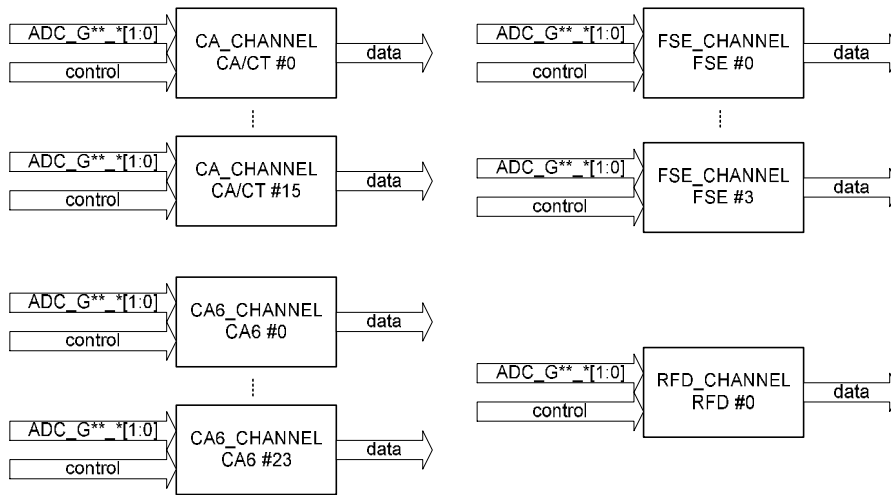 ADC_G**_*[1:0]
control
CA_CHANNEL
CA/CT #0
data
ADC_G**_*[1:0]
control
CA_CHANNEL
CA/CT #15
data
ADC_G**_*[1:0]
control
CA6_CHANNEL
CA6 #0
data
ADC_G**_*[1:0]
control
CA6_CHANNEL
CA6 #23
data
ADC_G**_*[1:0]
control
FSE_CHANNEL
FSE #0
data
ADC_G**_*[1:0]
control
FSE_CHANNEL
FSE #3
data
ADC_G**_*[1:0]
control
RFD_CHANNEL
RFD #0
data